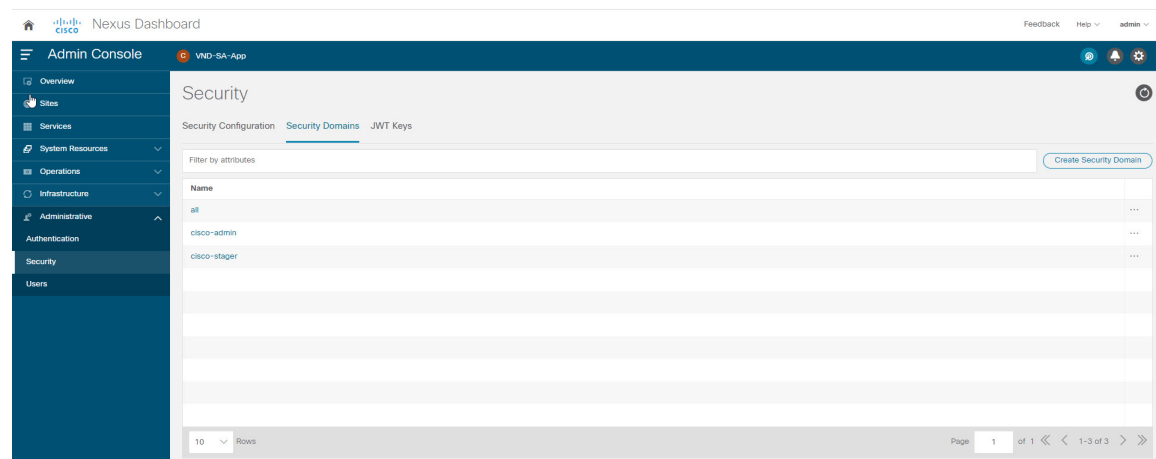 CISCO Nexus Dashboard Feedback Help admin
Admin Console C VND-SA-App
Overview
Sites
Services
System Resources
Operations
Infrastructure
Administrative
Authentication
Security
Users
Security
Security Configuration Security Domains JWT Keys
Filter by attributes Create Security Domain
Name
all ...
cisco-admin ...
cisco-stager ...
10 Rows Page 1 of 1 1-3 of 3